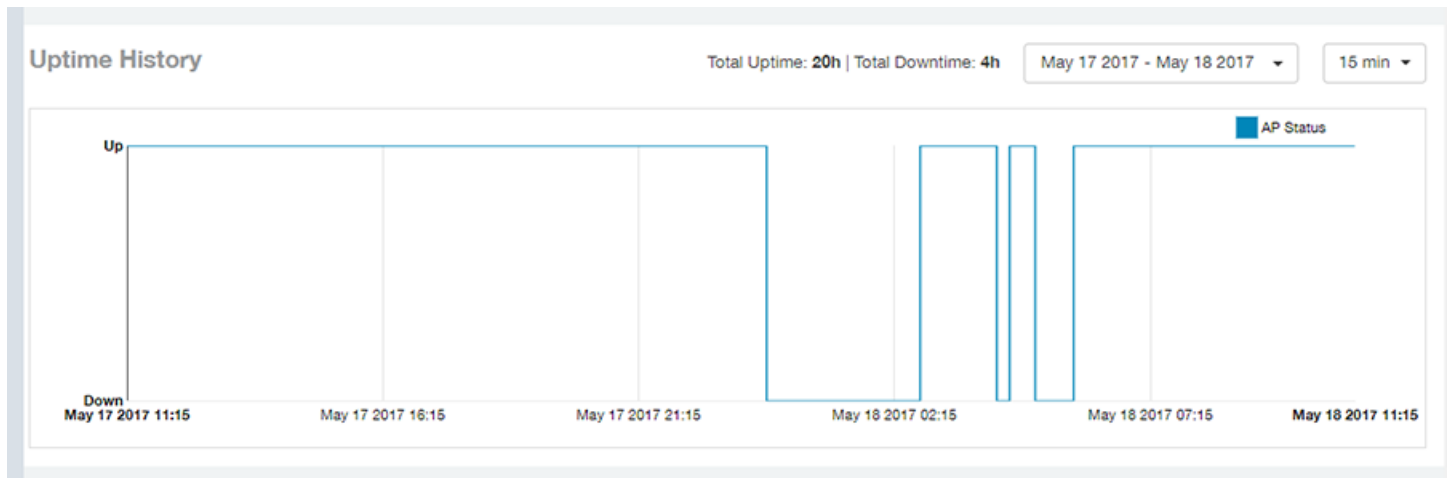 Uptime History
Total Uptime: 20h | Total Downtime: 4h
May 17 2017 - May 18 2017
15 min
AP Status
Up
Down
May 17 2017 11:15
May 17 2017 16:15
May 17 2017 21:15
May 18 2017 02:15
May 18 2017 07:15
May 18 2017 11:15